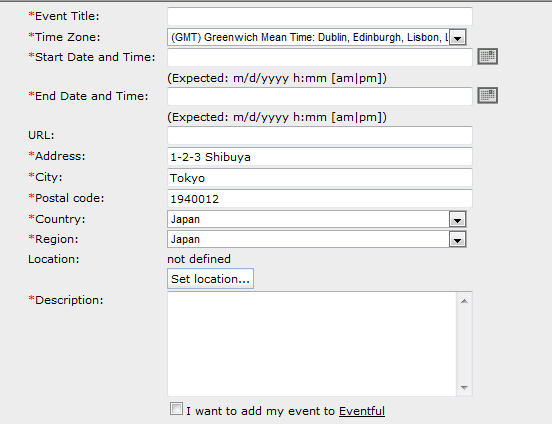 *Event Title:
*Time Zone: (GMT) Greenwich Mean Time: Dublin, Edinburgh, Lisbon,
*Start Date and Time:
(Expected: m/d/yyyy h:mm [am|pm])
*End Date and Time:
(Expected: m/d/yyyy h:mm [am|pm])
URL:
*Address: 1-2-3 Shibuya
*City: Tokyo
*Postal code: 1940012
*Country: Japan
*Region: Japan
Location: not defined
Set location...
*Description:
I want to add my event to Eventful